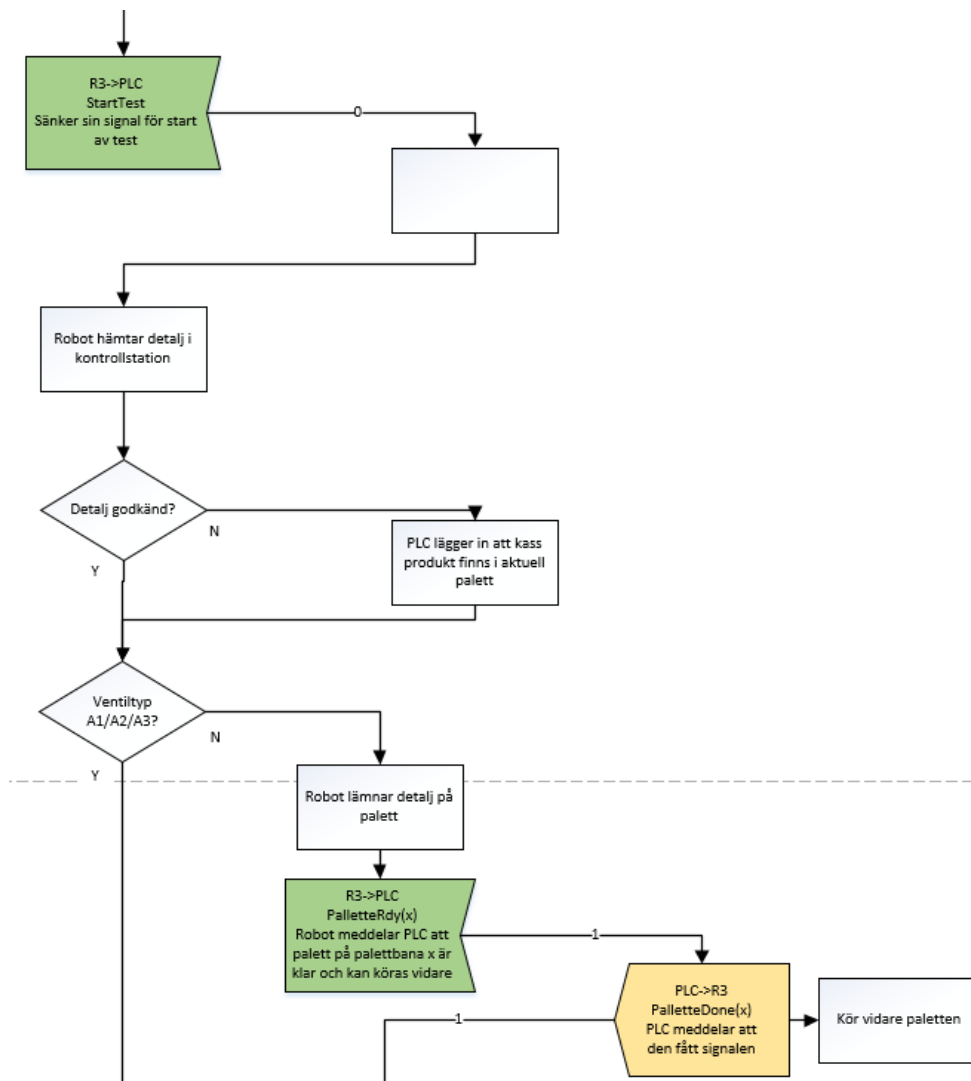 R3->PLC
StartTest
Sänker sin signal för start
av test
0
Robot hämtar detalj i
kontrollstation
Detalj godkänd?
N
Y
PLC lägger in att kass
produkt finns i aktuell
palett
Ventiltyp
A1/A2/A3?
N
Y
Robot lämnar detalj på
palett
R3->PLC
PalletteRdy(x)
Robot meddelar PLC att
palett på palettbana x är
klar och kan köras vidare
1
PLC->R3
PalletteDone(x)
PLC meddelar att
den fått signalen
1
Kör vidare paletten